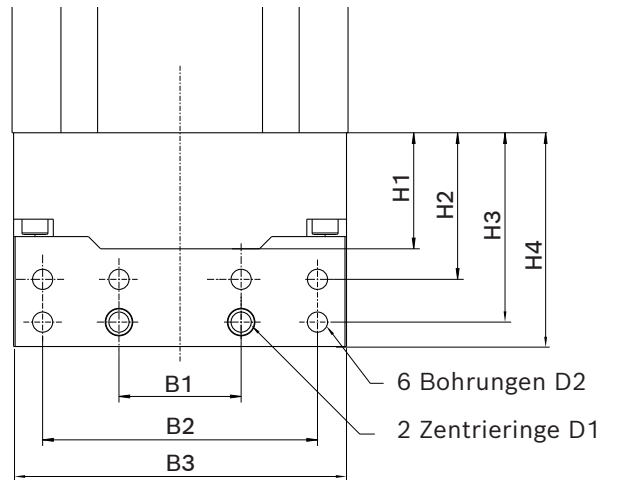 H1
H2
H3
H4
B1
6 Bohrungen D2
B2
2 Zentrieringe D1
B3